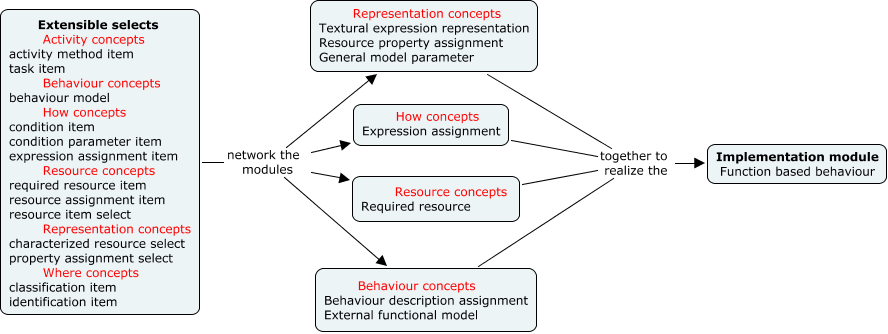 Extensible selects
Activity concepts
activity method item
task item
Behaviour concepts
behaviour model
How concepts
condition item
condition parameter item
expression assignment item
Resource concepts
required resource item
resource assignment item
resource item select
Representation concepts
characterized resource select
property assignment select
Where concepts
classification item
identification item
network the
modules
Representation concepts
Textural expression representation
Resource property assignment
General model parameter
How concepts
Expression assignment
Resource concepts
Required resource
Behaviour concepts
Behaviour description assignment
External functional model
together to
realize the
Implementation module
Function based behaviour